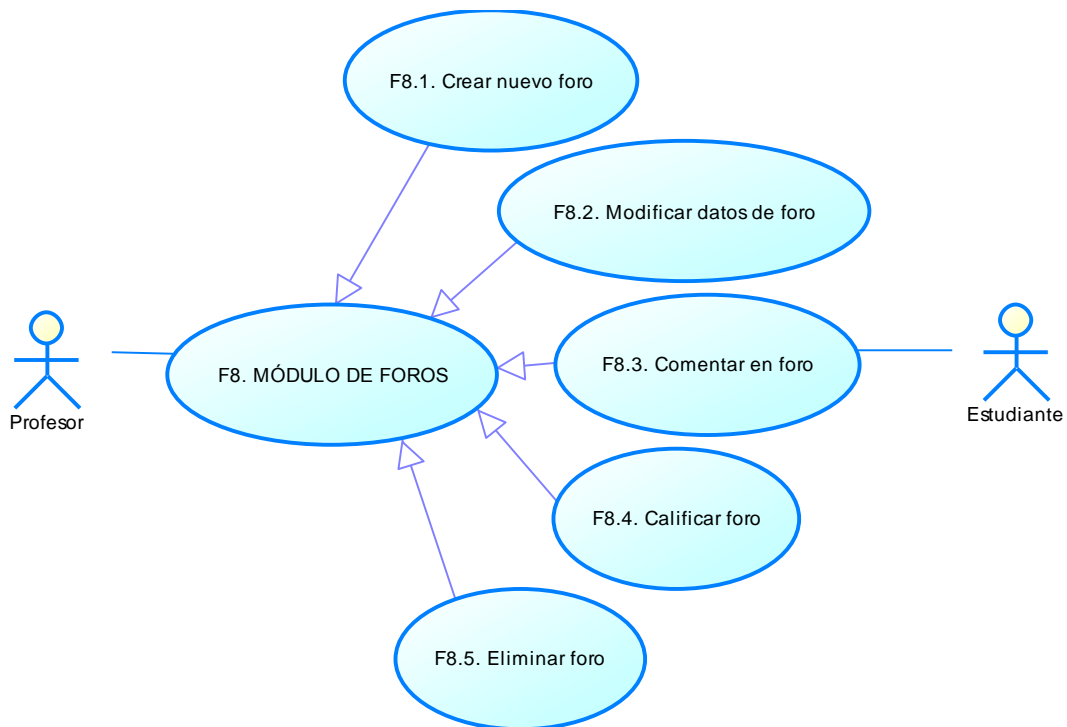 F8.1. Crear nuevo foro
F8.2. Modificar datos de foro
F8. MÓDULO DE FOROS
F8.3. Comentar en foro
Profesor
Estudiante
F8.4. Calificar foro
F8.5. Eliminar foro